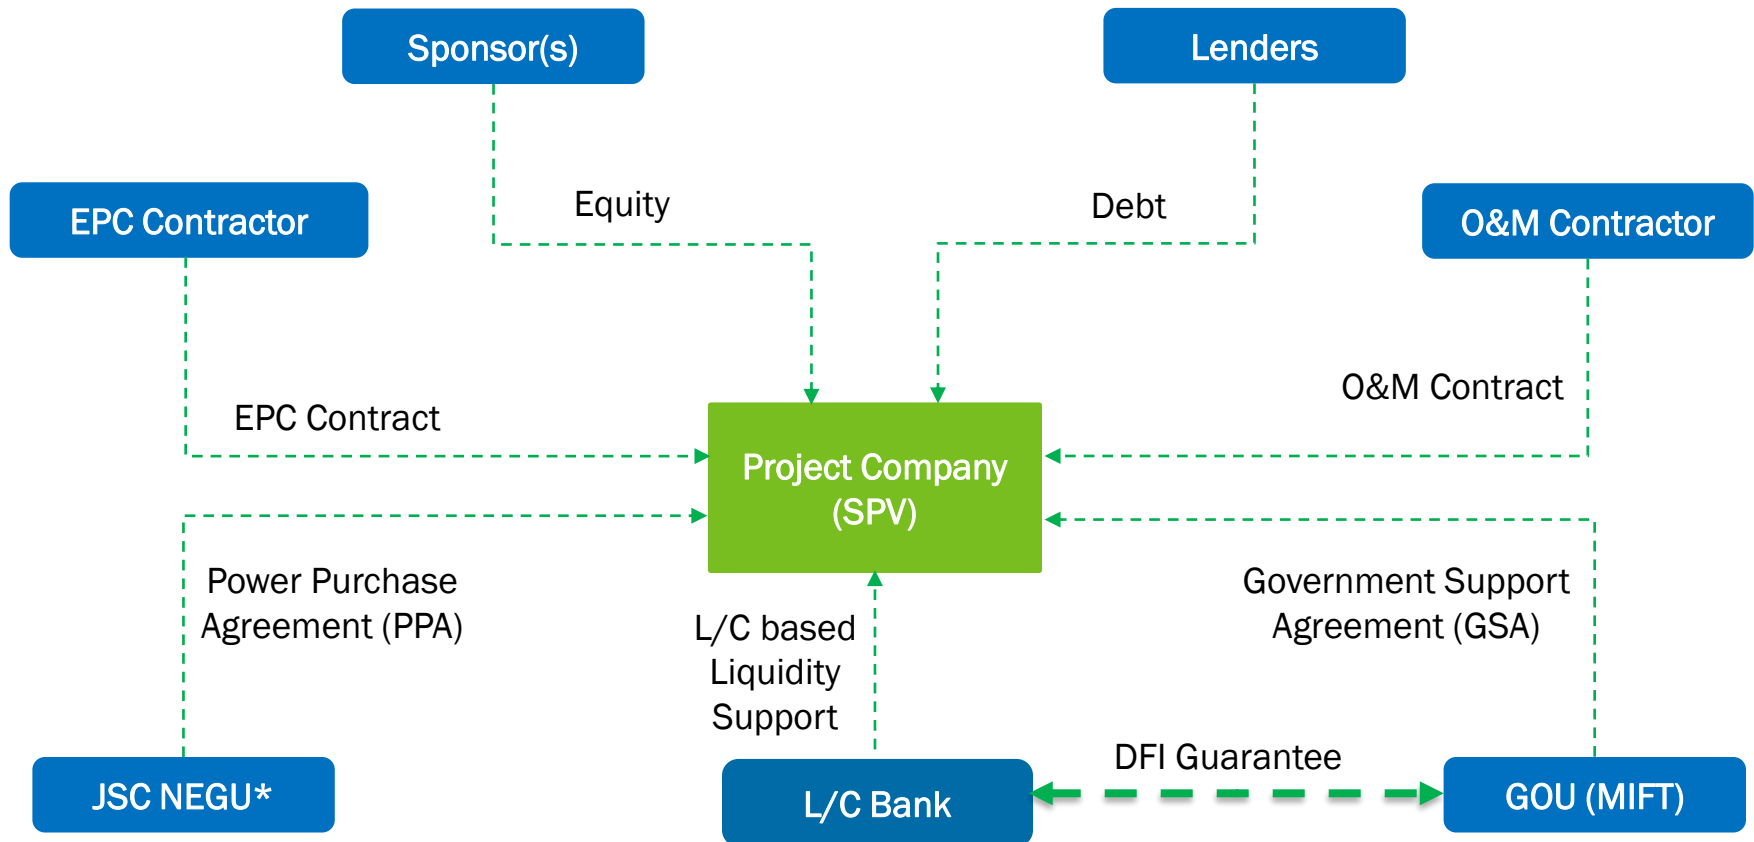 Sponsor(s)
Lenders
EPC Contractor
Equity
Debt
O&M Contractor
EPC Contract
O&M Contract
Project Company
(SPV)
Power Purchase
Agreement (PPA)
L/C based
Liquidity
Support
Government Support
Agreement (GSA)
DFI Guarantee
JSC NEGU*
L/C Bank
GOU (MIFT)